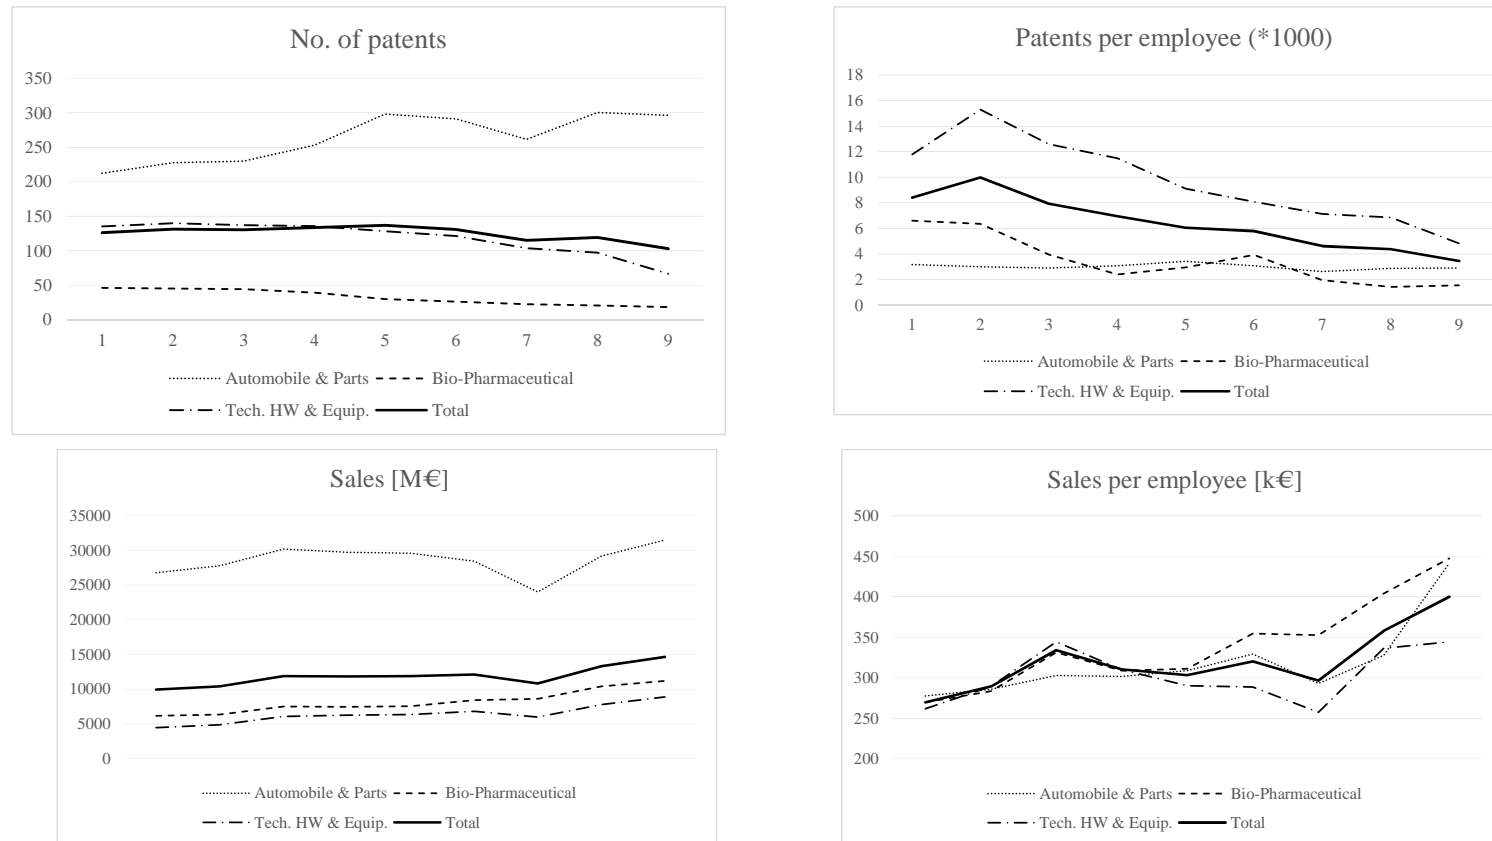 No. of patents
350
300
250
200
150
100
50
0
1 2 3 4 5 6 7 8 9
Automobile & Parts Bio-Pharmaceutical
Tech. HW & Equip. Total
Patents per employee (*1000)
18
16
14
12
10
8
6
4
2
0
1 2 3 4 5 6 7 8 9
Automobile & Parts Bio-Pharmaceutical
Tech. HW & Equip. Total
Sales [M€]
35000
30000
25000
20000
15000
10000
5000
0
Automobile & Parts Bio-Pharmaceutical
Tech. HW & Equip. Total
Sales per employee [k€]
500
450
400
350
300
250
200
Automobile & Parts Bio-Pharmaceutical
Tech. HW & Equip. Total